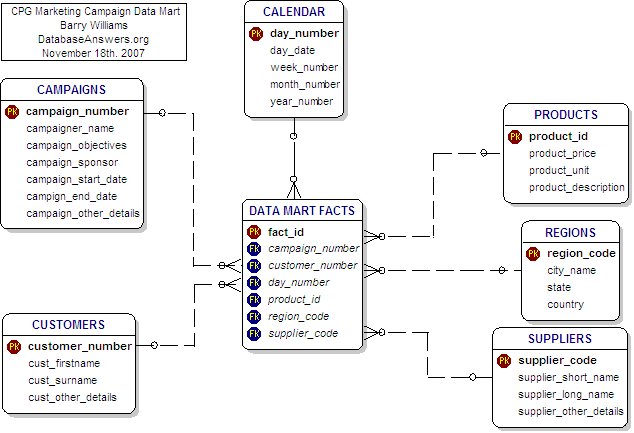 CPG Marketing Campaign Data Mart
Barry Williams
DatabaseAnswers.org
November 18th. 2007
CALENDAR
PK day_number
day_date
week_number
month_number
year_number
CAMPAIGNS
PK campaign_number
campaigner_name
campaign_objectives
campaign_sponsor
campaign_start_date
campign_end_date
campaign_other_details
PRODUCTS
PK product_id
product_price
product_unit
product_description
DATA MART FACTS
PK fact_id
FK campaign_number
FK customer_number
FK day_number
FK product_id
FK region_code
FK supplier_code
REGIONS
PK region_code
city_name
state
country
CUSTOMERS
PK customer_number
cust_firstname
cust_surname
cust_other_details
SUPPLIERS
PK supplier_code
supplier_short_name
supplier_long_name
supplier_other_details